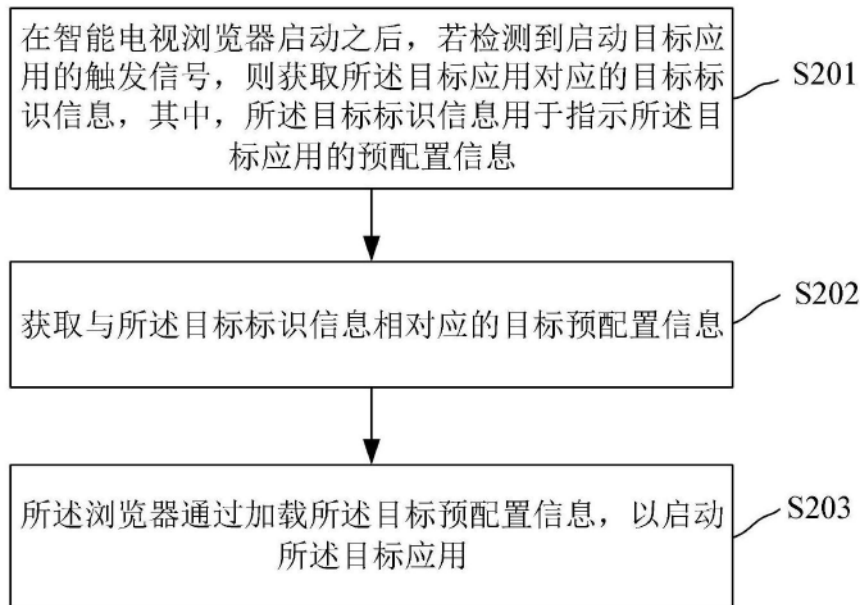 在智能电视浏览器启动之后，若检测到启动目标应
用的触发信号，则获取所述目标应用对应的目标标
识信息，其中，所述目标标识信息用于指示所述目
标应用的预配置信息
S201
获取与所述目标标识信息相对应的目标预配置信息
S202
所述浏览器通过加载所述目标预配置信息，以启动
所述目标应用
S203